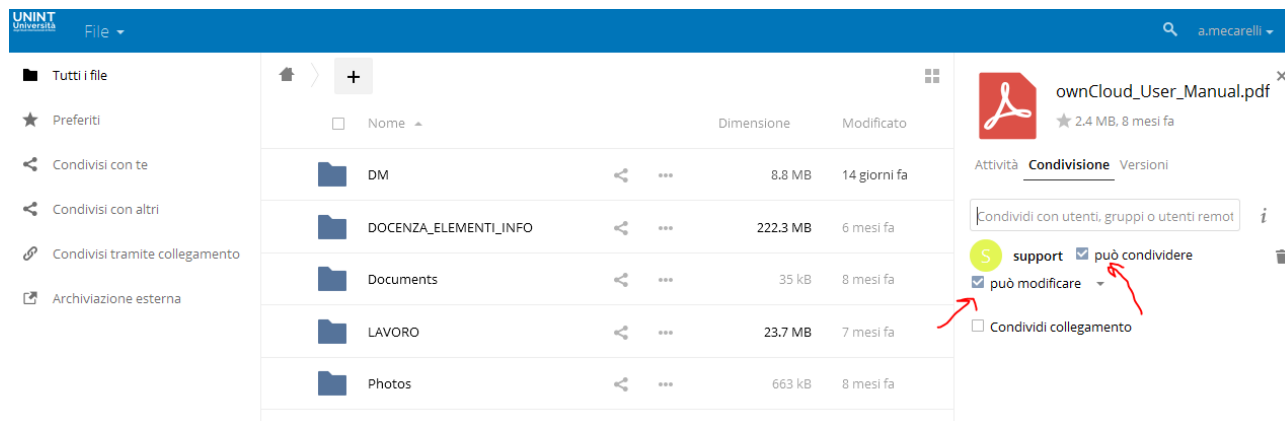 UNINT
Università
File
a.mecarelli
Tutti i file
Preferiti
Condivisi con te
Condivisi con altri
Condivisi tramite collegamento
Archiviazione esterna
+
Nome Dimensione Modificato
DM 8.8 MB 14 giorni fa
DOCENZA_ELEMENTI_INFO 222.3 MB 6 mesi fa
Documents 35 kB 8 mesi fa
LAVORO 23.7 MB 7 mesi fa
Photos 663 kB 8 mesi fa
ownCloud_User_Manual.pdf
2.4 MB, 8 mesi fa
Attività Condivisione Versioni
Condividi con utenti, gruppi o utenti remot
i
S support può condividere
può modificare
Condividi collegamento